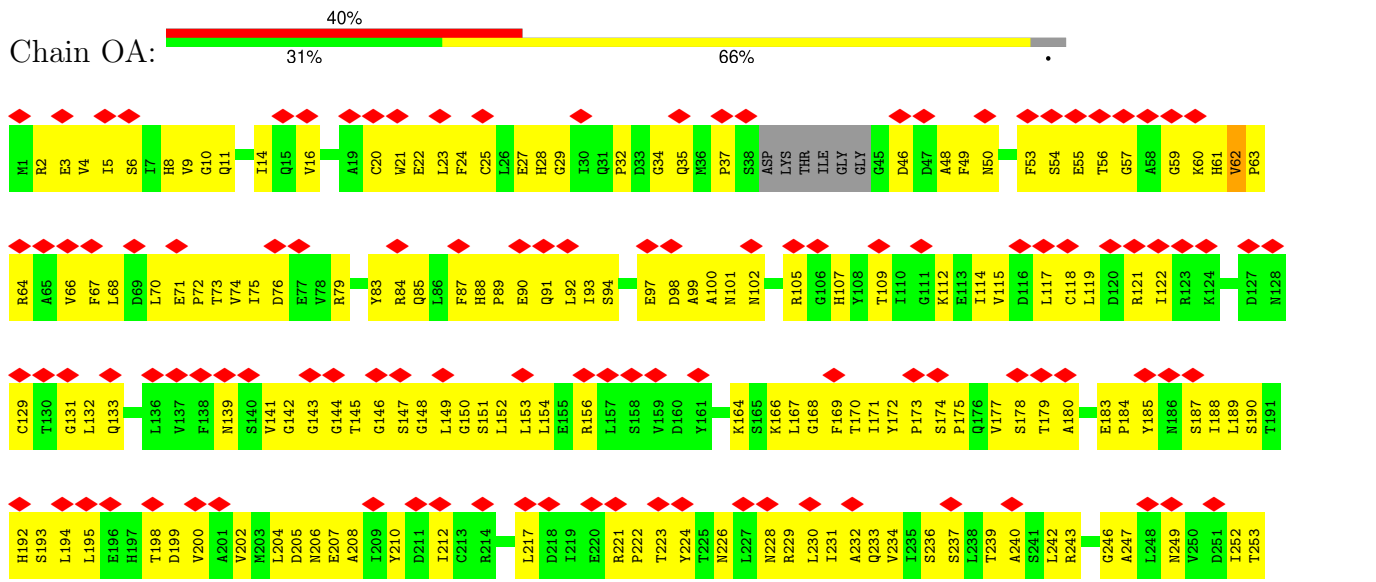 40%
Chain OA:
31% 66% •
M1 R2 E3 V4 I5 S6 I7 H8 V9 G10 Q11 I14 Q15 V16 A19 C20 W21 E22 L23 F24 C25 L26 E27 H28 G29 I30 Q31 P32 D33 G34 Q35 M36 P37 S38 ASP LYS THR ILE GLY GLY G45 D46 D47 A48 F49 N50 F53 S54 E55 T56 G57 A58 G59 K60 H61 V62 P63
R64 A65 V66 F67 L68 D69 L70 E71 P72 T73 V74 I75 D76 E77 V78 R79 Y83 R84 Q85 L86 F87 H88 P89 E90 Q91 L92 I93 S94 E97 D98 A99 A100 N101 N102 R105 G106 H107 Y108 T109 I110 G111 K112 E113 I114 V115 D116 L117 C118 L119 D120 R121 I122 R123 K124 D127 N128
C129 T130 G131 L132 Q133 L136 V137 F138 N139 S140 V141 G142 G143 G144 T145 G146 S147 G148 L149 G150 S151 L152 L153 L154 E155 R156 L157 S158 V159 D160 Y161 K164 S165 K166 L167 G168 F169 T170 I171 Y172 P173 S174 P175 Q176 V177 S178 T179 A180 E183 P184 Y185 N186 S187 I188 L189 S190 T191
H192 S193 L194 L195 E196 H197 T198 D199 V200 A201 V202 M203 L204 D205 N206 E207 A208 I209 Y210 D211 I212 C213 R214 L217 D218 I219 E220 R221 P222 T223 Y224 T225 N226 L227 N228 R229 L230 I231 A232 Q233 V234 I235 S236 S237 L238 T239 A240 S241 L242 R243 G246 A247 L248 N249 V250 D251 I252 T253